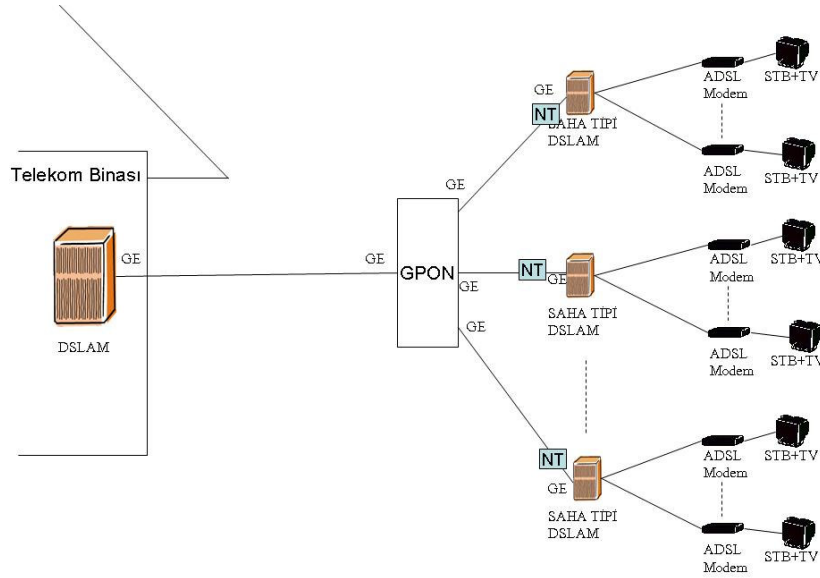 Telekom Binası
GE
DSLAM
GE
GPON
GE
GE
GE
GE
NT
SAHA TİPİ
DSLAM
NT
GE
SAHA TİPİ
DSLAM
NT
GE
SAHA TİPİ
DSLAM
ADSL
Modem
STB+TV
ADSL
Modem
STB+TV
ADSL
Modem
STB+TV
ADSL
Modem
STB+TV
ADSL
Modem
STB+TV
ADSL
Modem
STB+TV